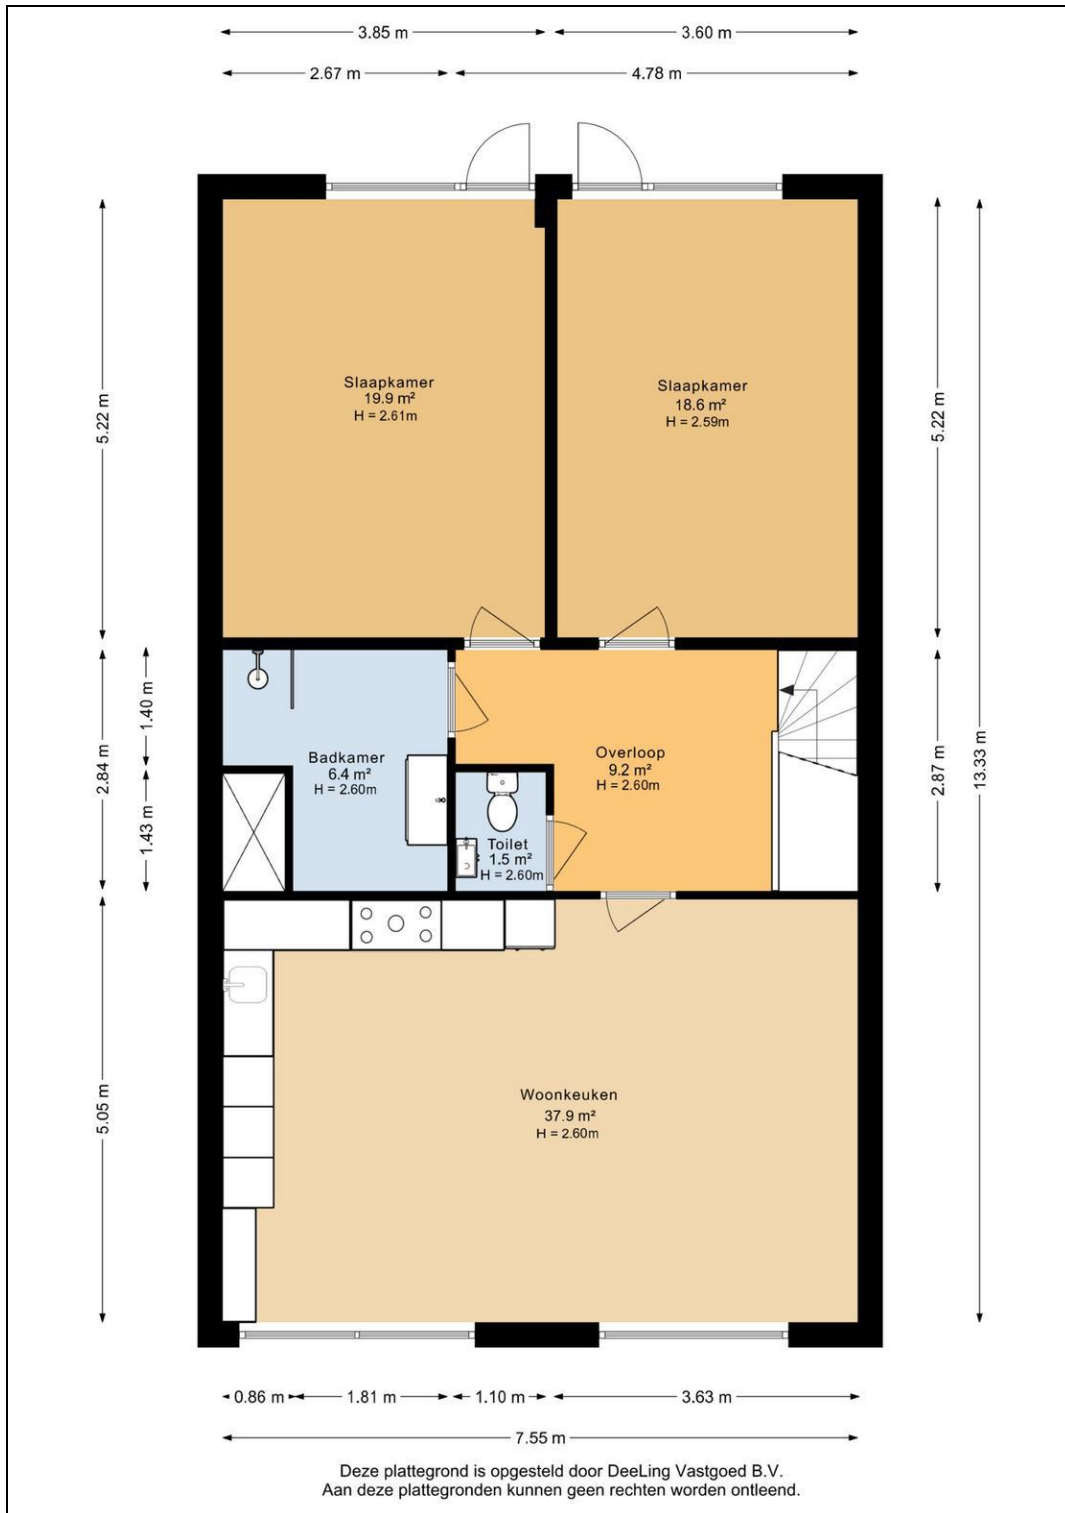 3.85 m
3.60 m
2.67 m
4.78 m
5.22 m
5.22 m
13.33 m
Slaapkamer
19.9 m²
H = 2.61m
Slaapkamer
18.6 m²
H = 2.59m
2.84 m
1.40 m
1.43 m
2.87 m
Badkamer
6.4 m²
H = 2.60m
Overloop
9.2 m²
H = 2.60m
Toilet
1.5 m²
H = 2.60m
5.05 m
Woonkeuken
37.9 m²
H = 2.60m
0.86 m
1.81 m
1.10 m
3.63 m
7.55 m
Deze plattegrond is opgesteld door DeeLing Vastgoed B.V.
Aan deze plattegronden kunnen geen rechten worden ontleend.